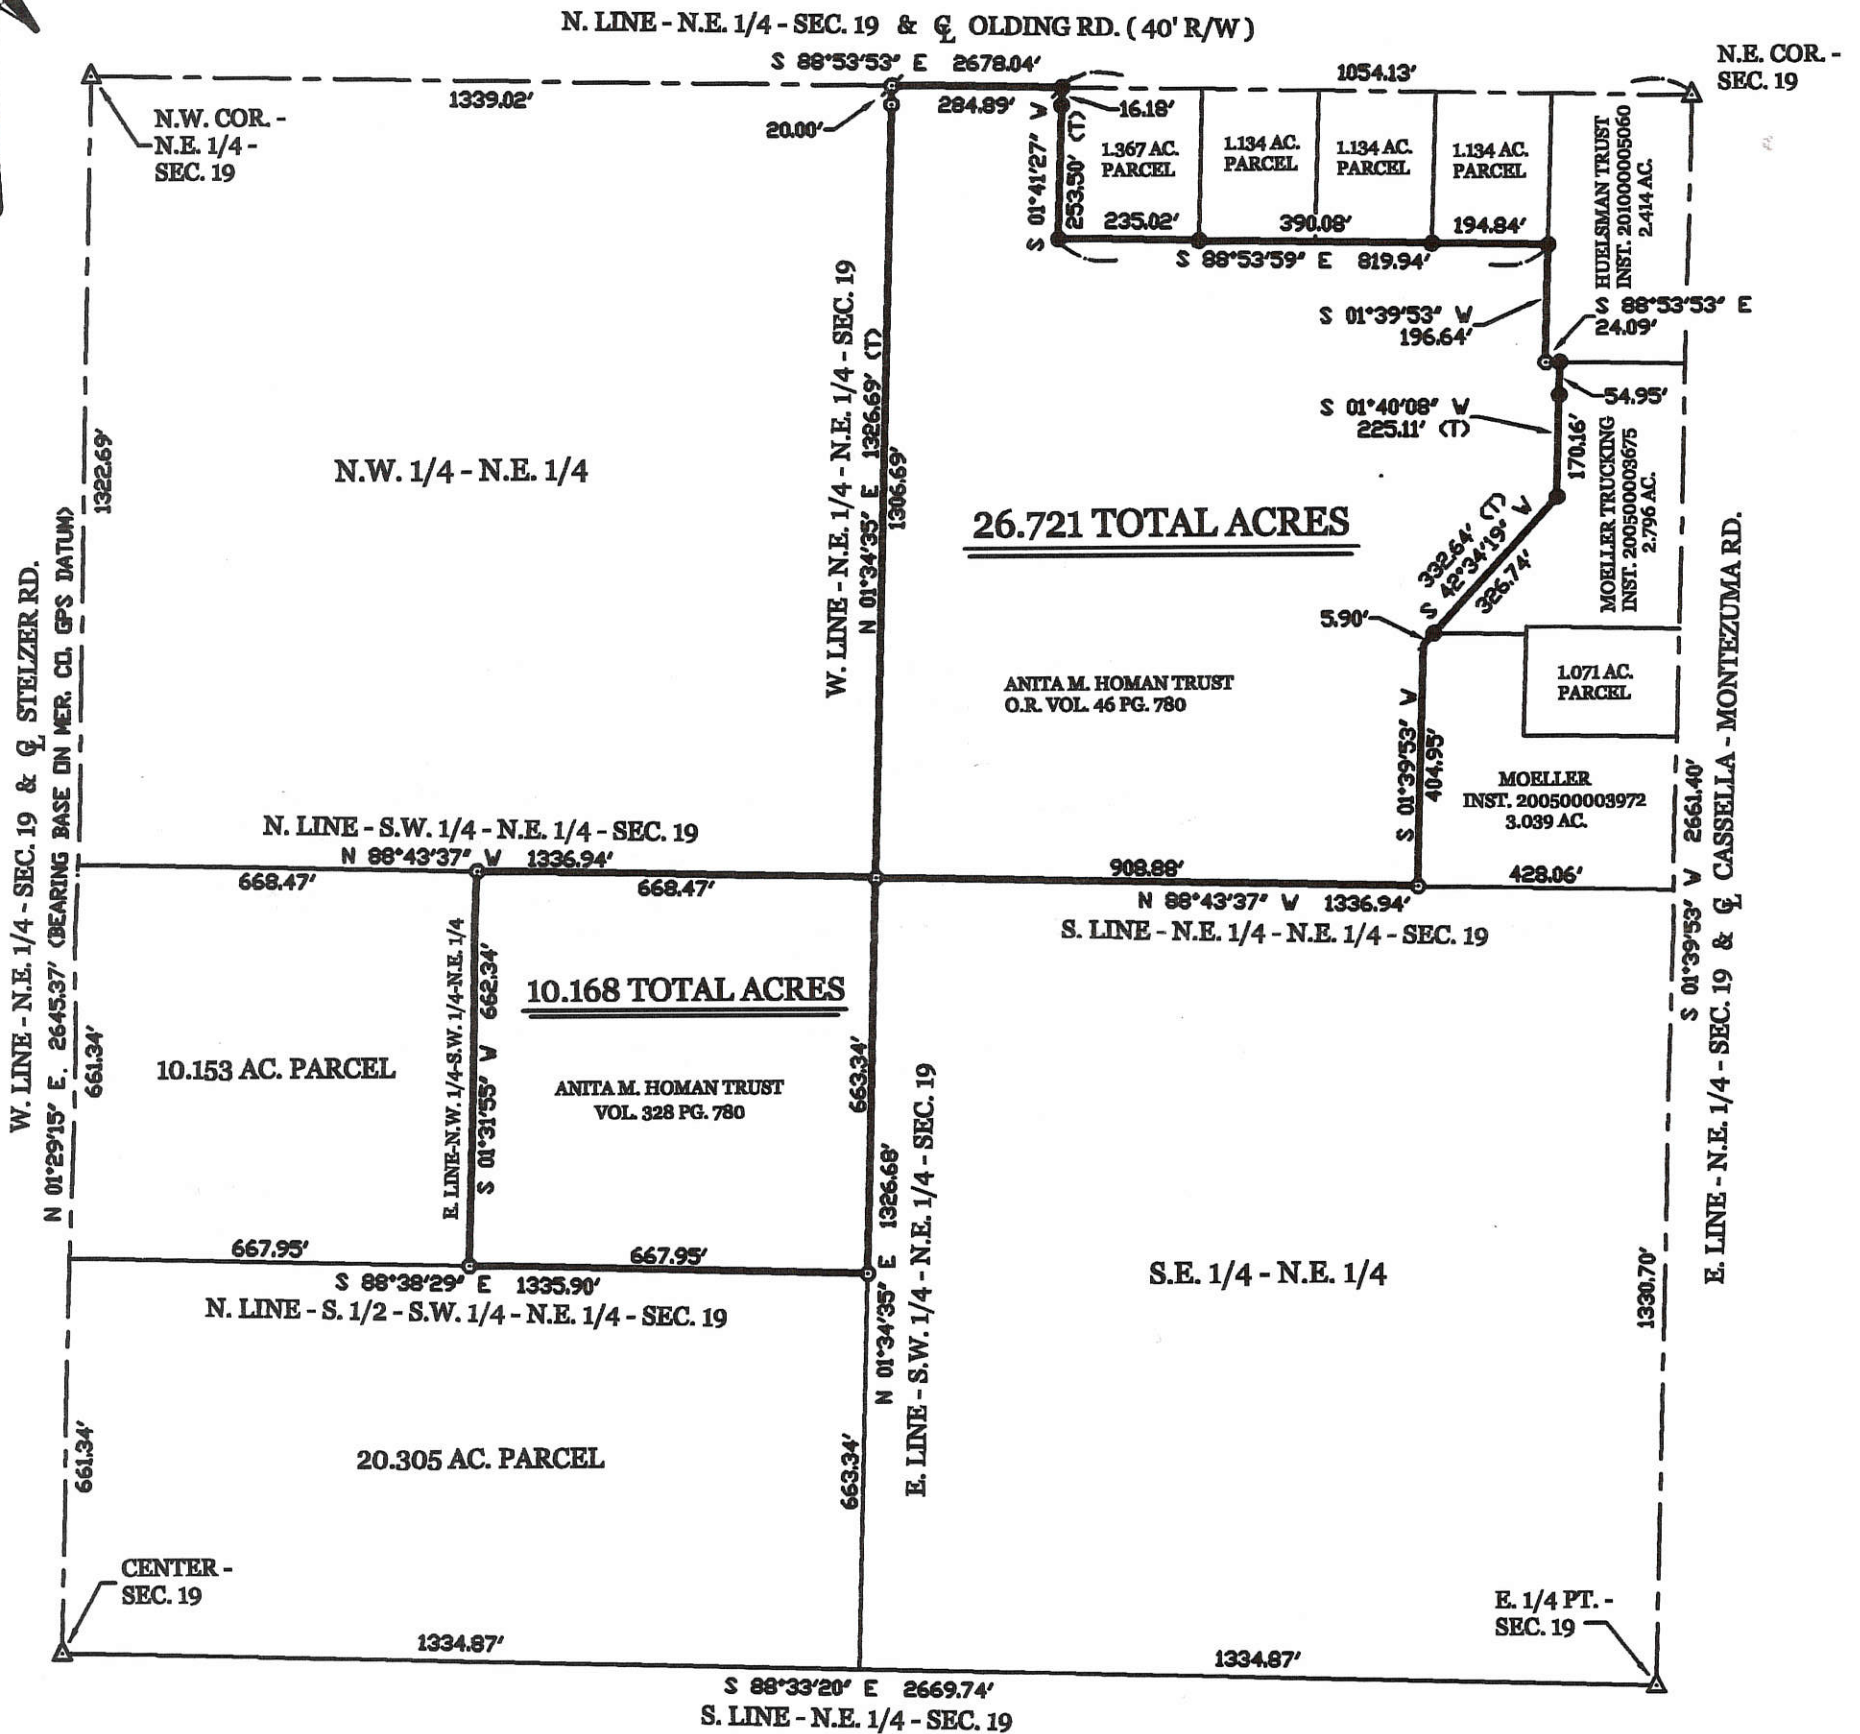 N. LINE - N.E. 1/4 - SEC. 19 & ℄ OLDING RD. ( 40' R/W )
S 88°53'53" E 2678.04'
N.E. COR. -
SEC. 19
1339.02'
284.89'
16.18'
1054.13'
20.00'
N.W. COR. -
N.E. 1/4 -
SEC. 19
S 01°41'27" W
253.50' (T)
1.367 AC.
PARCEL
1.134 AC.
PARCEL
1.134 AC.
PARCEL
1.134 AC.
PARCEL
HUELSMAN TRUST
INST. 201000005060
2.414 AC.
235.02'
390.08'
194.84'
S 88°53'59" E 819.94'
S 01°39'53" W
196.64'
S 88°53'53" E
24.09'
W. LINE - N.E. 1/4 - N.E. 1/4 - SEC. 19
N 01°34'35" E 1326.69' (T)
1306.69'
S 01°40'08" W
225.11' (T)
54.95'
170.16'
MOELLER TRUCKING
INST. 200500003675
2.796 AC.
1322.69'
N.W. 1/4 - N.E. 1/4
26.721 TOTAL ACRES
332.64' (T)
S 42°34'19" W
326.74'
5.90'
W. LINE - N.E. 1/4 - SEC. 19 & ℄ STELZER RD.
N 01°29'15" E. 2645.37' (BEARING BASE ON MER. CO. GPS DATUM)
ANITA M. HOMAN TRUST
O.R. VOL. 46 PG. 780
1.071 AC.
PARCEL
S 01°39'53" W
404.95'
MOELLER
INST. 200500003972
3.039 AC.
S 01°39'53" W 2661.40'
E. LINE - N.E. 1/4 - SEC. 19 & ℄ CASSELLA - MONTEZUMA RD.
N. LINE - S.W. 1/4 - N.E. 1/4 - SEC. 19
N 88°43'37" W 1336.94'
668.47'
668.47'
908.88'
428.06'
N 88°43'37" W 1336.94'
S. LINE - N.E. 1/4 - N.E. 1/4 - SEC. 19
E. LINE-N.W. 1/4-S.W. 1/4-N.E. 1/4
S 01°31'55" W 662.34'
10.168 TOTAL ACRES
661.34'
10.153 AC. PARCEL
ANITA M. HOMAN TRUST
VOL. 328 PG. 780
663.34'
N 01°34'35" E 1326.68'
E. LINE - S.W. 1/4 - N.E. 1/4 - SEC. 19
667.95'
667.95'
S 88°38'29" E 1335.90'
N. LINE - S. 1/2 - S.W. 1/4 - N.E. 1/4 - SEC. 19
S.E. 1/4 - N.E. 1/4
1330.70'
661.34'
20.305 AC. PARCEL
663.34'
CENTER -
SEC. 19
E. 1/4 PT. -
SEC. 19
1334.87'
1334.87'
S 88°33'20" E 2669.74'
S. LINE - N.E. 1/4 - SEC. 19